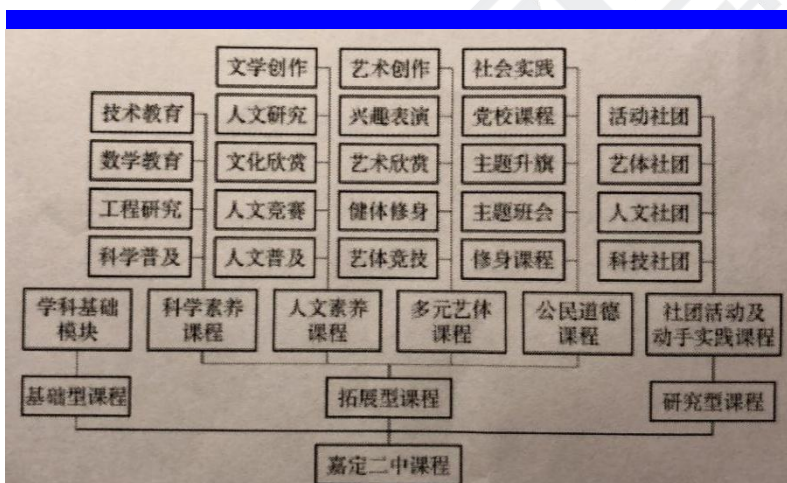 文学创作
艺术创作
社会实践
技术教育
人文研究
兴趣表演
党校课程
活动社团
数学教育
文化欣赏
艺术欣赏
主题升旗
艺体社团
工程研究
人文竞赛
健体修身
主题班会
人文社团
科学普及
人文普及
艺体竞技
修身课程
科技社团
学科基础
模块
科学素养
课程
人文素养
课程
多元艺体
课程
公民道德
课程
社团活动及
动手实践课程
基础型课程
拓展型课程
研究型课程
嘉定二中课程